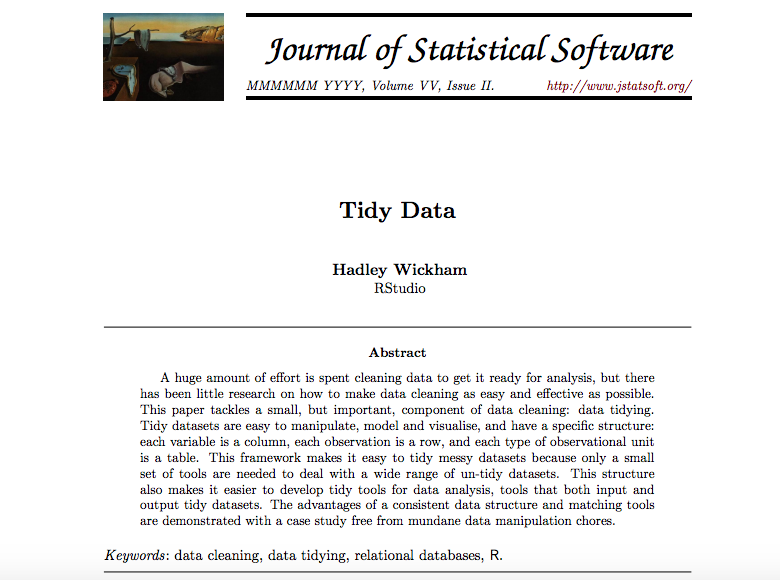 Journal of Statistical Software
MMMMMM YYYY, Volume VV, Issue II.
http://www.jstatsoft.org/
Tidy Data
Hadley Wickham
RStudio
Abstract
A huge amount of effort is spent cleaning data to get it ready for analysis, but there
has been little research on how to make data cleaning as easy and effective as possible.
This paper tackles a small, but important, component of data cleaning: data tidying.
Tidy datasets are easy to manipulate, model and visualise, and have a specific structure:
each variable is a column, each observation is a row, and each type of observational unit
is a table. This framework makes it easy to tidy messy datasets because only a small
set of tools are needed to deal with a wide range of un-tidy datasets. This structure
also makes it easier to develop tidy tools for data analysis, tools that both input and
output tidy datasets. The advantages of a consistent data structure and matching tools
are demonstrated with a case study free from mundane data manipulation chores.
Keywords: data cleaning, data tidying, relational databases, R.